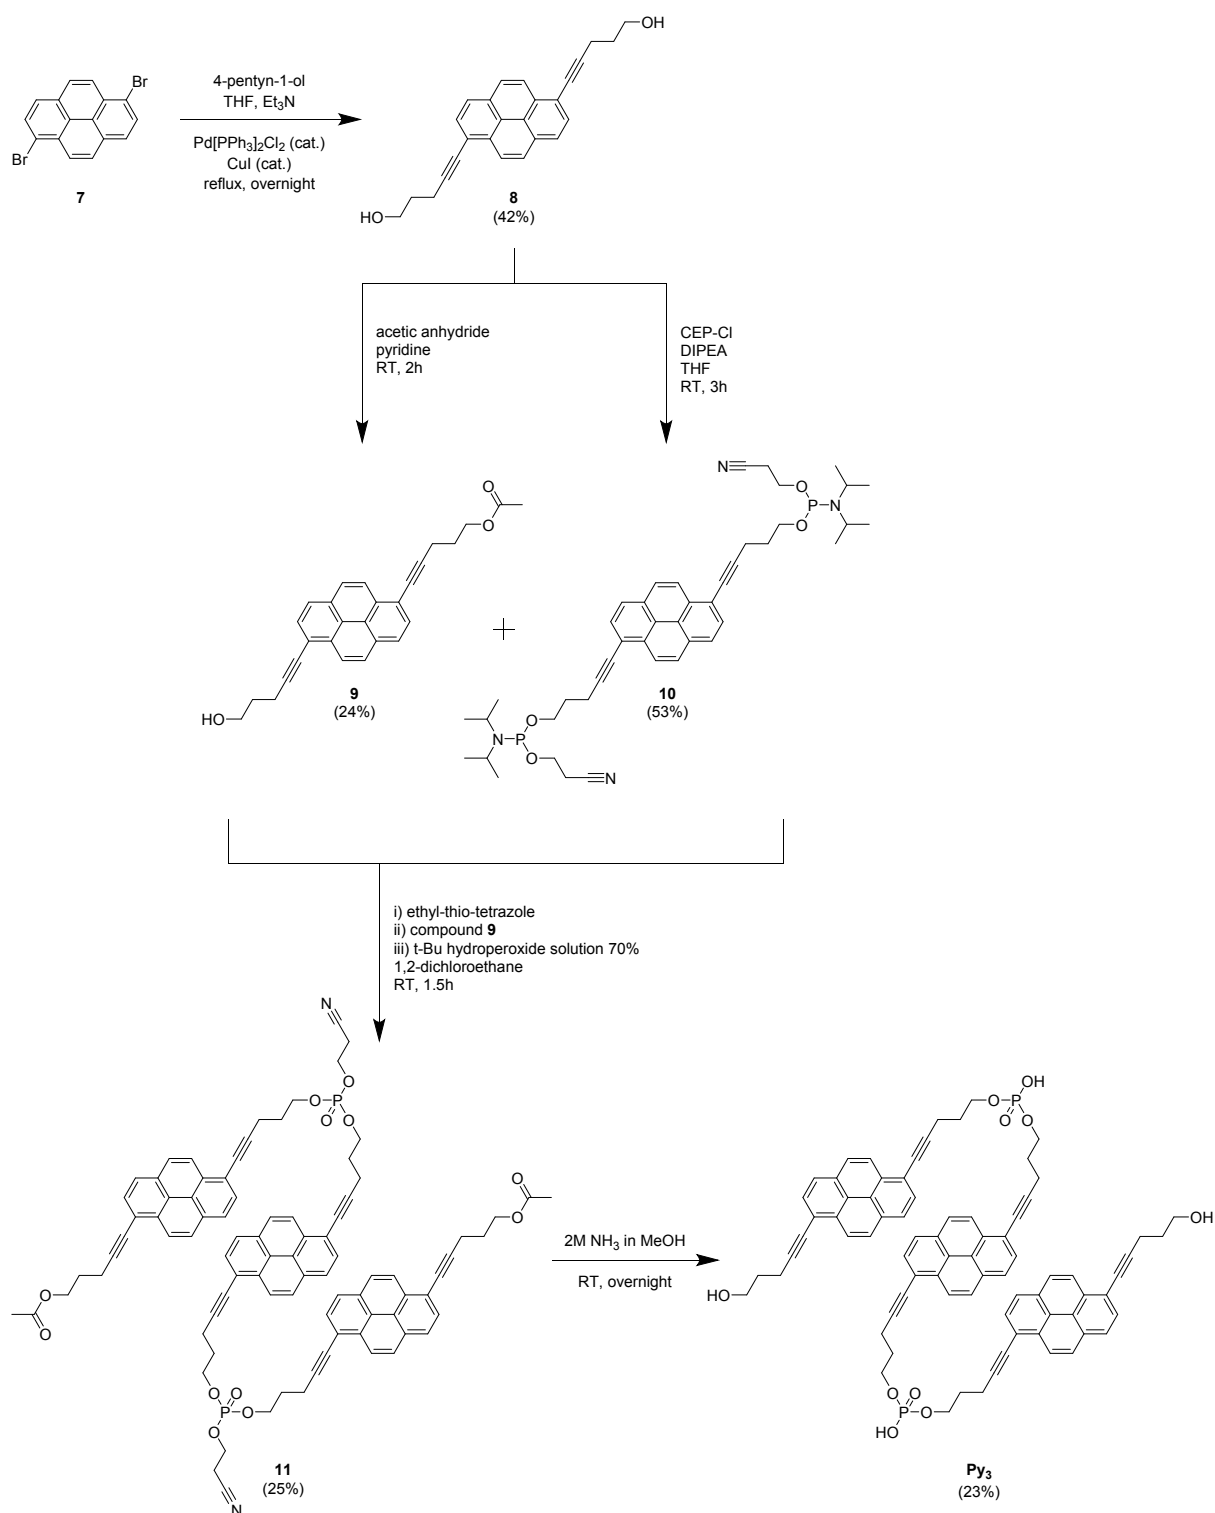 Br
Br
7
4-pentyn-1-ol
THF, Et₃N
Pd[PPh₃]₂Cl₂ (cat.)
CuI (cat.)
reflux, overnight
OH
HO
8
(42%)
acetic anhydride
pyridine
RT, 2h
CEP-Cl
DIPEA
THF
RT, 3h
O
O
HO
9
(24%)
+
N
O
P
N
O
10
(53%)
O
N
P
O
N
i) ethyl-thio-tetrazole
ii) compound 9
iii) t-Bu hydroperoxide solution 70%
1,2-dichloroethane
RT, 1.5h
N
O
O
P
O
O
O
O
O
O
O
O
P
O
O
N
11
(25%)
2M NH₃ in MeOH
RT, overnight
OH
O
P
O
O
OH
HO
O
O
P
O
HO
Py₃
(23%)